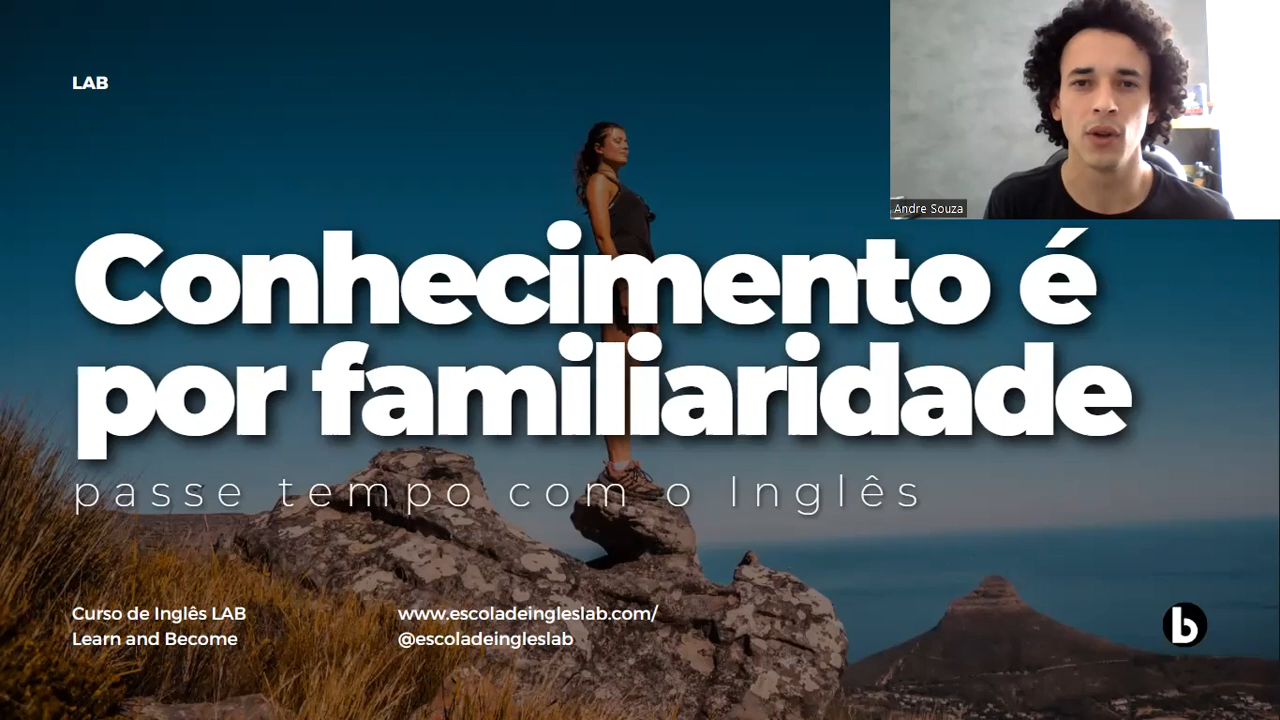 LAB
Andre Souza
Conhecimento é
por familiaridade
passe tempo com o Inglês
Curso de Inglês LAB
Learn and Become
www.escoladeingleslab.com/
@escoladeingleslab
b